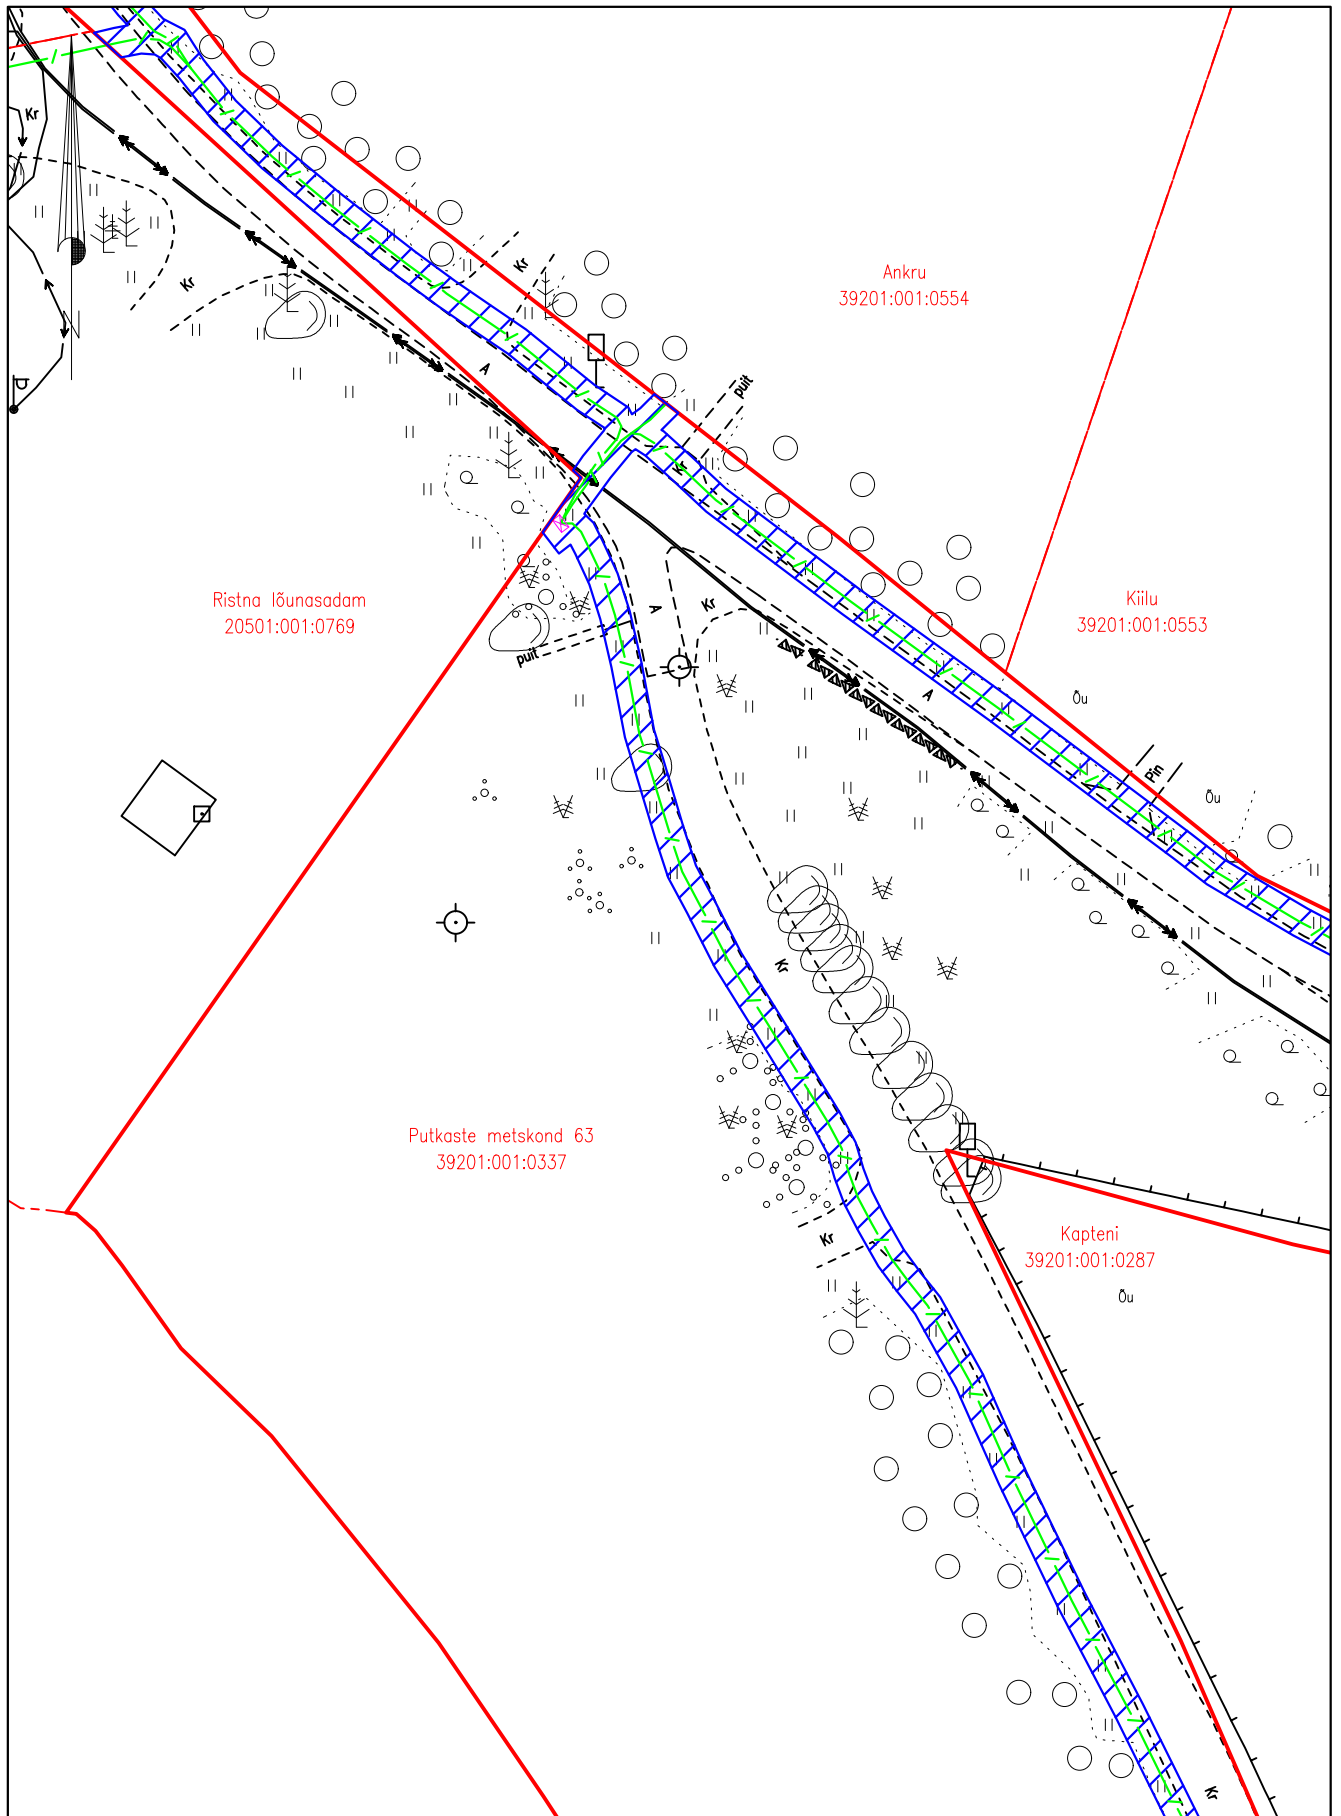 Kr
Kr
Kr
N
Ankru
39201:001:0554
A
puit
Kr
Ristna lõunasadam
20501:001:0769
A
Kr
Kiilu
39201:001:0553
puit
A
Õu
Pin
Õu
Kr
Putkaste metskond 63
39201:001:0337
Kr
Kapteni
39201:001:0287
Õu
Kr